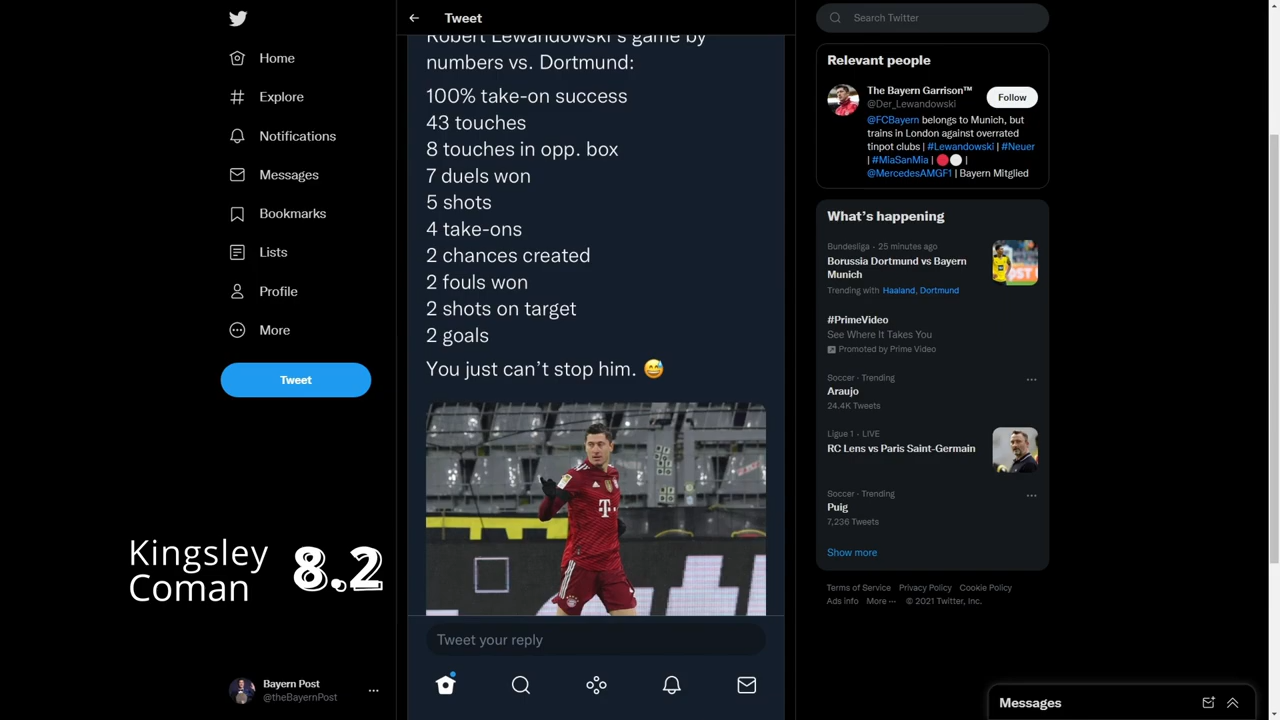 Home
Explore
Notifications
Messages
Bookmarks
Lists
Profile
More
Tweet
Kingsley
Coman
8.2
Bayern Post
@theBayernPost
Tweet
Robert Lewandowski's game by
numbers vs. Dortmund:
100% take-on success
43 touches
8 touches in opp. box
7 duels won
5 shots
4 take-ons
2 chances created
2 fouls won
2 shots on target
2 goals
You just can't stop him. 😅
T
Tweet your reply
Search Twitter
Relevant people
The Bayern Garrison™
@Der_Lewandowski
Follow
@FCBayern belongs to Munich, but
trains in London against overrated
tinpot clubs | #Lewandowski | #Neuer
| #MiaSanMia | 🔴⚪ |
@MercedesAMGF1 | Bayern Mitglied
What's happening
Bundesliga · 25 minutes ago
Borussia Dortmund vs Bayern
Munich
Trending with Haaland, Dortmund
#PrimeVideo
See Where It Takes You
Promoted by Prime Video
Soccer · Trending
Araujo
24.4K Tweets
Ligue 1 · LIVE
RC Lens vs Paris Saint-Germain
Soccer · Trending
Puig
7,236 Tweets
Show more
Terms of Service Privacy Policy Cookie Policy
Ads info More ··· © 2021 Twitter, Inc.
Messages